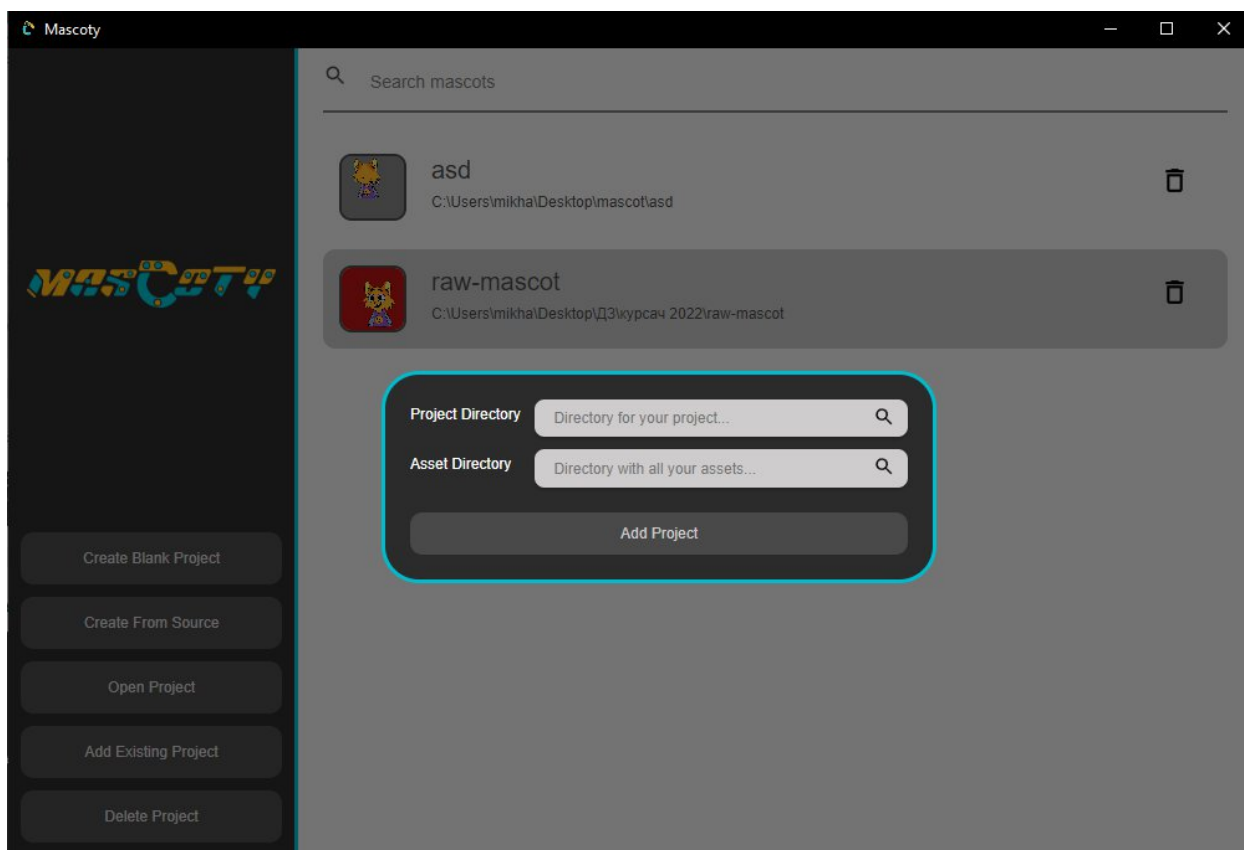 Mascoty
Search mascots
asd
C:\Users\mikha\Desktop\mascot\asd
MASCOTY
raw-mascot
C:\Users\mikha\Desktop\ДЗ\курсач 2022\raw-mascot
Project Directory
Directory for your project...
Asset Directory
Directory with all your assets...
Add Project
Create Blank Project
Create From Source
Open Project
Add Existing Project
Delete Project